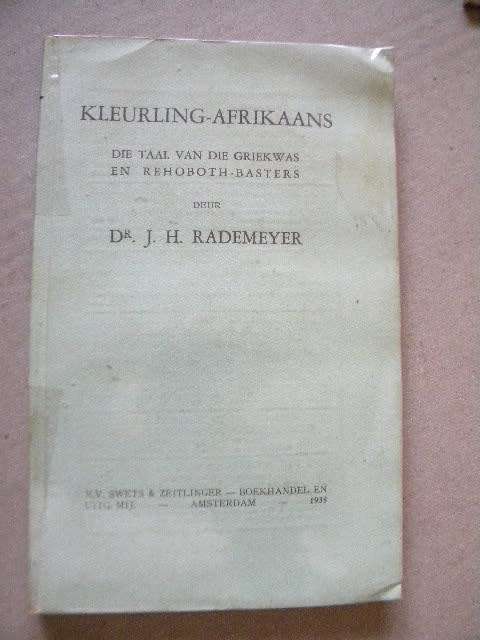 KLEURLING-AFRIKAANS
DIE TAAL VAN DIE GRIEKWAS
EN REHOBOTH-BASTERS
DEUR
DR. J. H. RADEMEYER
N.V. SWETS & ZEITLINGER — BOEKHANDEL EN
UITG. MIJ. — AMSTERDAM — 1938